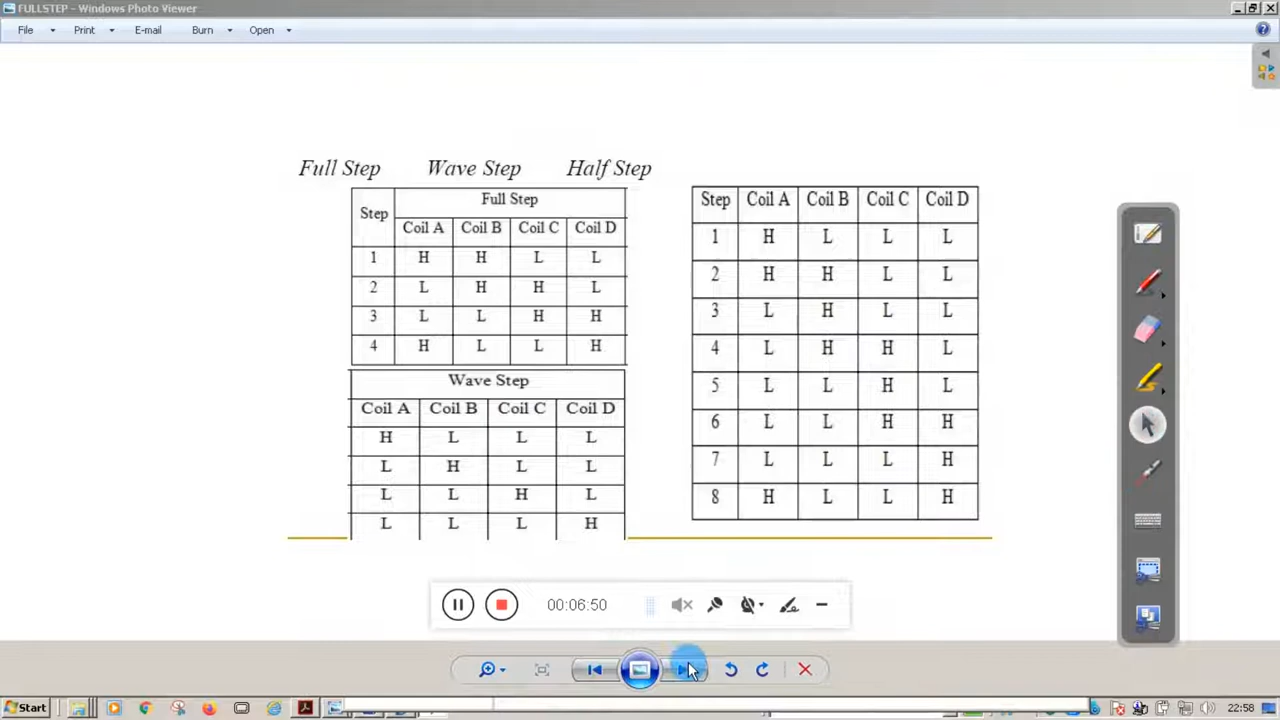 FULLSTEP - Windows Photo Viewer
File Print E-mail Burn Open
Full Step Wave Step Half Step
Step Full Step
Coil A Coil B Coil C Coil D
1 H H L L
2 L H H L
3 L L H H
4 H L L H
Wave Step
Coil A Coil B Coil C Coil D
H L L L
L H L L
L L H L
L L L H
Step Coil A Coil B Coil C Coil D
1 H L L L
2 H H L L
3 L H L L
4 L H H L
5 L L H L
6 L L H H
7 L L L H
8 H L L H
00:06:50
Start
22:58